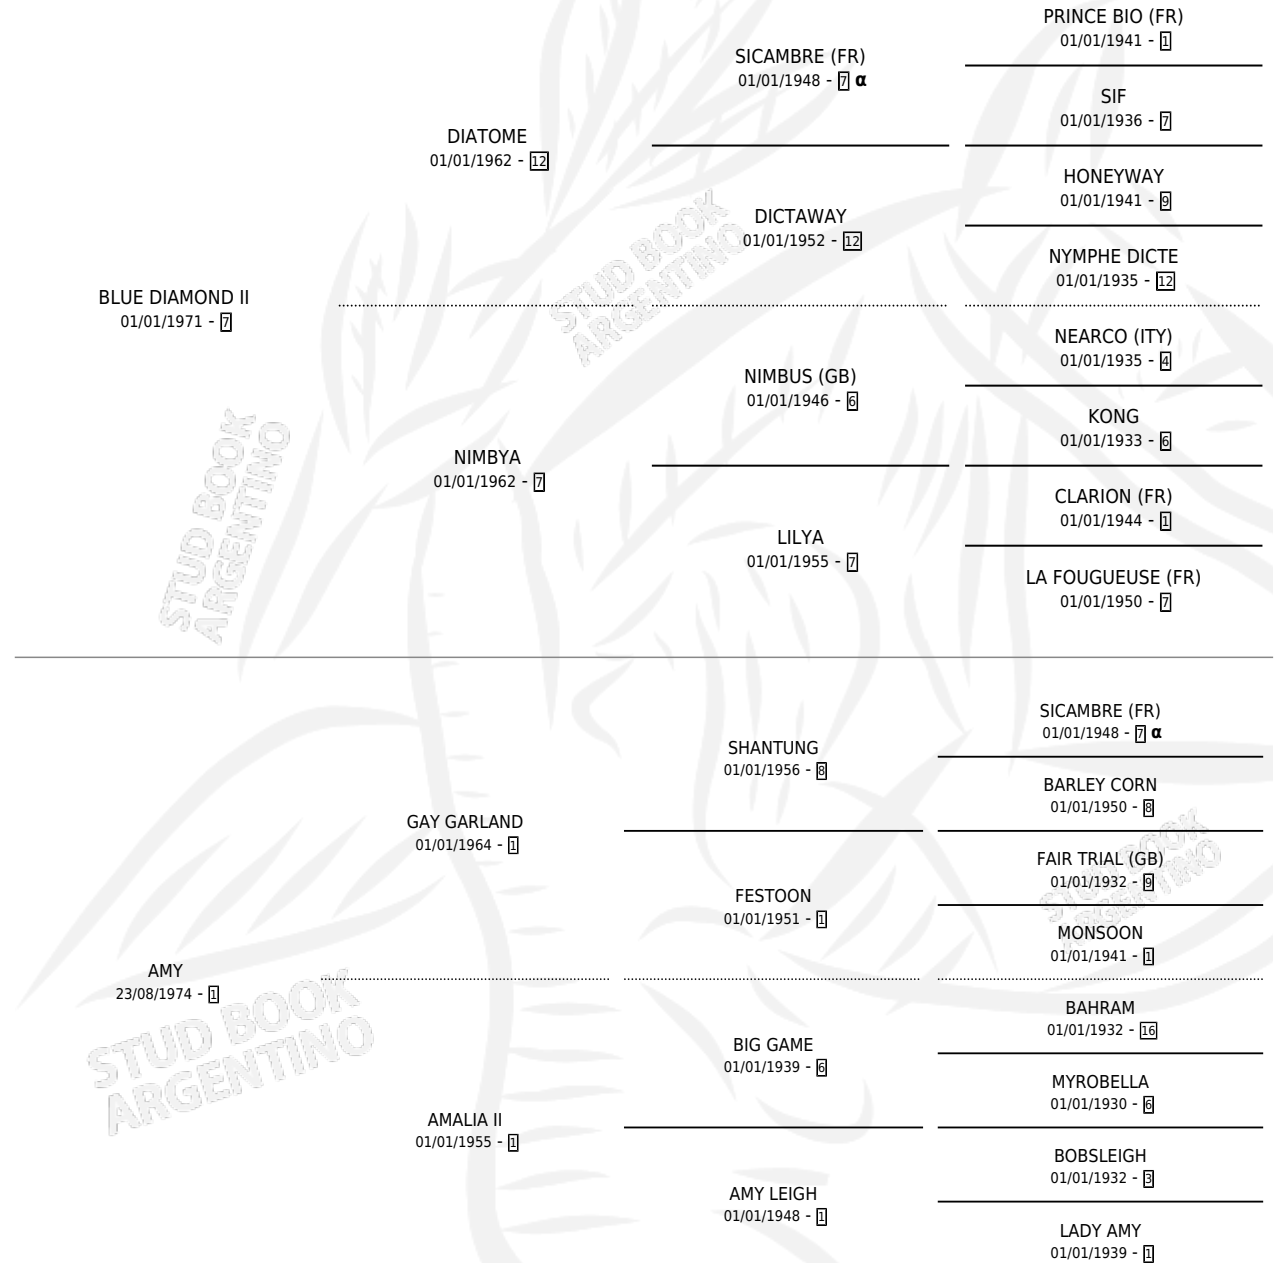 PRINCE BIO (FR)
01/01/1941 - 1
SICAMBRE (FR)
01/01/1948 - 7 α
SIF
01/01/1936 - 7
DIATOME
01/01/1962 - 12
HONEYWAY
01/01/1941 - 9
DICTAWAY
01/01/1952 - 12
NYMPHE DICTE
01/01/1935 - 12
BLUE DIAMOND II
01/01/1971 - 7
NEARCO (ITY)
01/01/1935 - 4
NIMBUS (GB)
01/01/1946 - 6
KONG
01/01/1933 - 6
NIMBYA
01/01/1962 - 7
CLARION (FR)
01/01/1944 - 1
LILYA
01/01/1955 - 7
LA FOUGUEUSE (FR)
01/01/1950 - 7
SICAMBRE (FR)
01/01/1948 - 7 α
SHANTUNG
01/01/1956 - 8
BARLEY CORN
01/01/1950 - 8
GAY GARLAND
01/01/1964 - 1
FAIR TRIAL (GB)
01/01/1932 - 9
FESTOON
01/01/1951 - 1
MONSOON
01/01/1941 - 1
AMY
23/08/1974 - 1
BAHRAM
01/01/1932 - 16
BIG GAME
01/01/1939 - 6
MYROBELLA
01/01/1930 - 6
AMALIA II
01/01/1955 - 1
BOBSLEIGH
01/01/1932 - 3
AMY LEIGH
01/01/1948 - 1
LADY AMY
01/01/1939 - 1
STUD BOOK
ARGENTINO
STUD BOOK
ARGENTINO
STUD BOOK
ARGENTINO
STUD BOOK
ARGENTINO